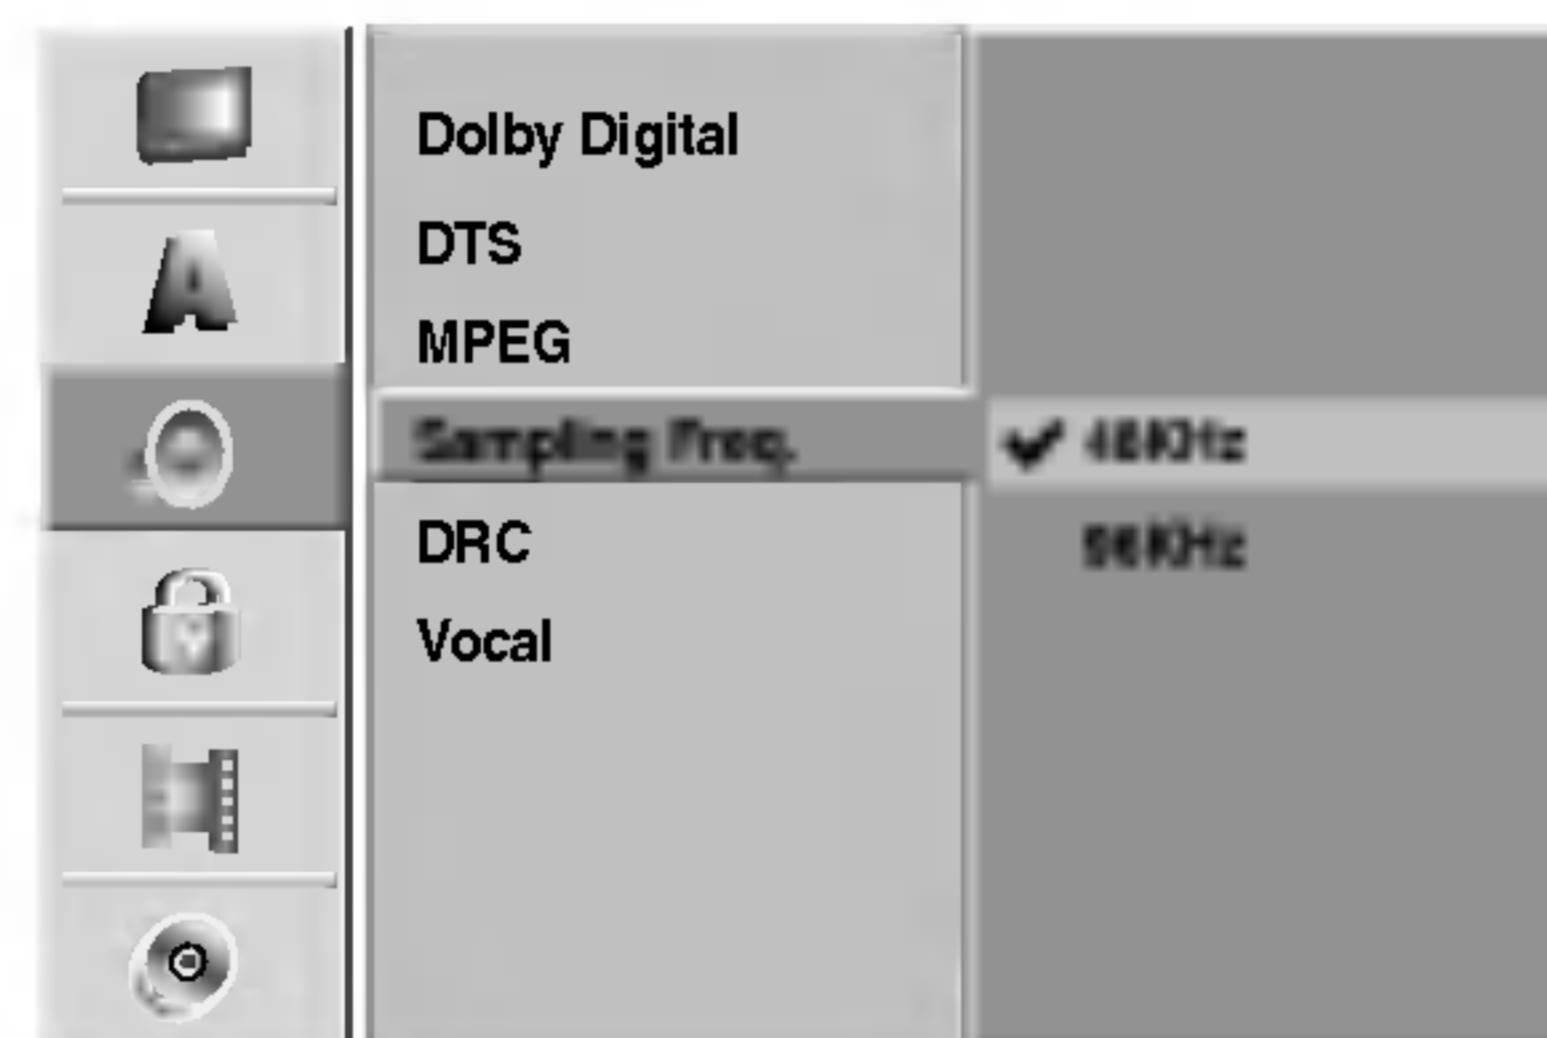 Dolby Digital
DTS
MPEG
Sampling Freq.
48KHz
96KHz
DRC
Vocal